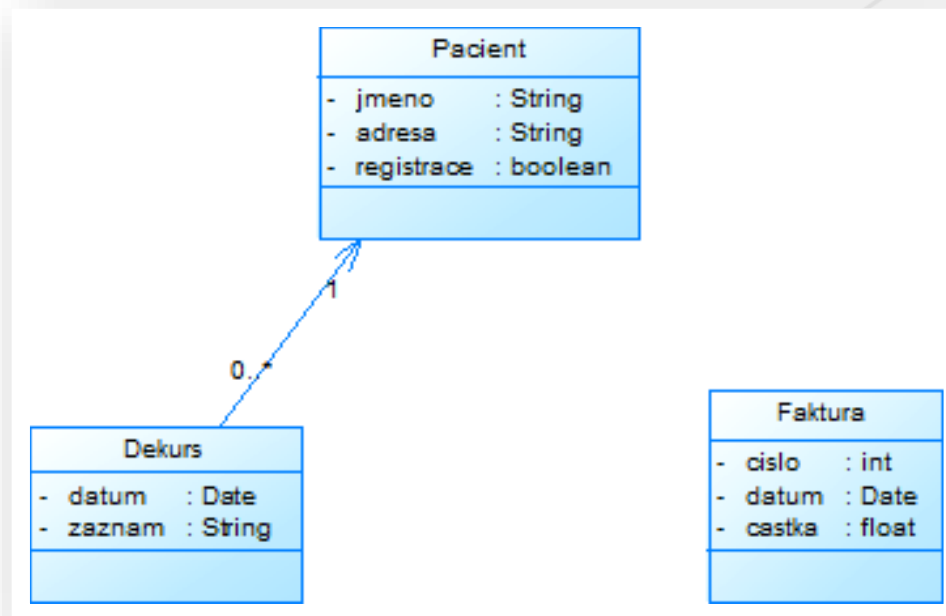 Pacient
- jmeno : String
- adresa : String
- registrace : boolean
1
0..*
Dekurs
- datum : Date
- zaznam : String
Faktura
- cislo : int
- datum : Date
- castka : float